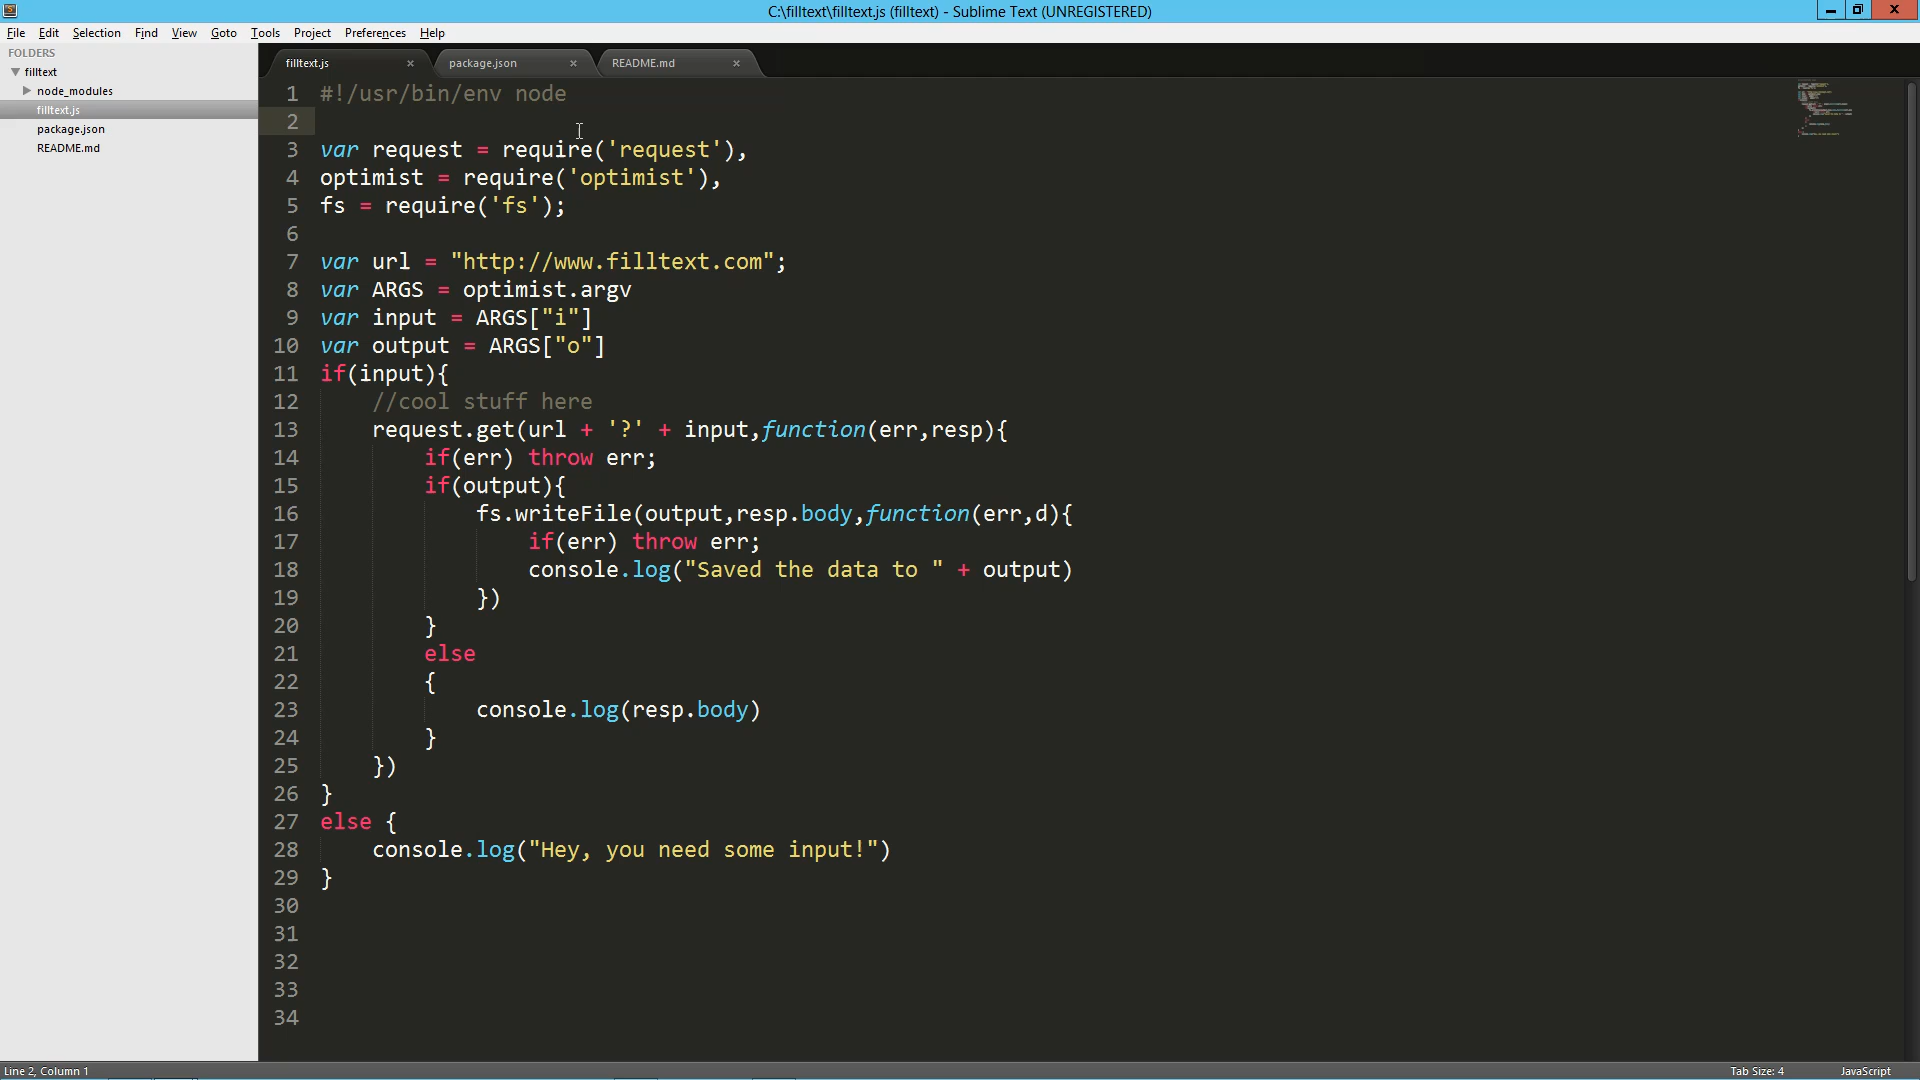 C:\filltext\filltext.js (filltext) - Sublime Text (UNREGISTERED)
File Edit Selection Find View Goto Tools Project Preferences Help
FOLDERS
filltext
node_modules
filltext.js
package.json
README.md
filltext.js × package.json × README.md ×
1 #!/usr/bin/env node
2
3 var request = require('request'),
4 optimist = require('optimist'),
5 fs = require('fs');
6
7 var url = "http://www.filltext.com";
8 var ARGS = optimist.argv
9 var input = ARGS["i"]
10 var output = ARGS["o"]
11 if(input){
12     //cool stuff here
13     request.get(url + '?' + input,function(err,resp){
14         if(err) throw err;
15         if(output){
16             fs.writeFile(output,resp.body,function(err,d){
17                 if(err) throw err;
18                 console.log("Saved the data to " + output)
19             })
20         }
21         else
22         {
23             console.log(resp.body)
24         }
25     })
26 }
27 else {
28     console.log("Hey, you need some input!")
29 }
30
31
32
33
34
Line 2, Column 1 Tab Size: 4 JavaScript